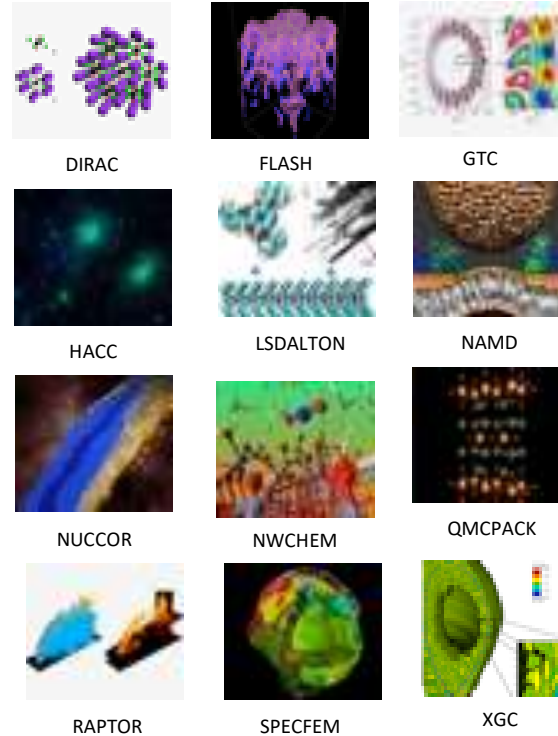 DIRAC
FLASH
GTC
HACC
LSDALTON
NAMD
NUCCOR
NWCHEM
QMCPACK
RAPTOR
SPECFEM
XGC